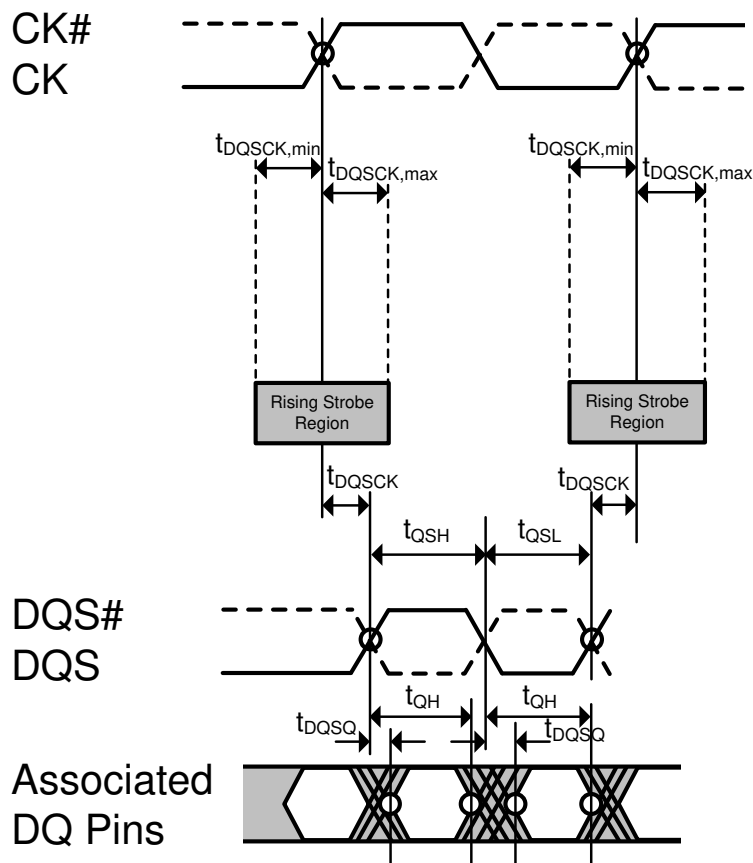 CK#
CK
tDQSCK,min
tDQSCK,max
tDQSCK,min
tDQSCK,max
Rising Strobe
Region
Rising Strobe
Region
tDQSCK
tDQSCK
tQSH
tQSL
DQS#
DQS
tQH
tQH
tDQSQ
tDQSQ
Associated
DQ Pins